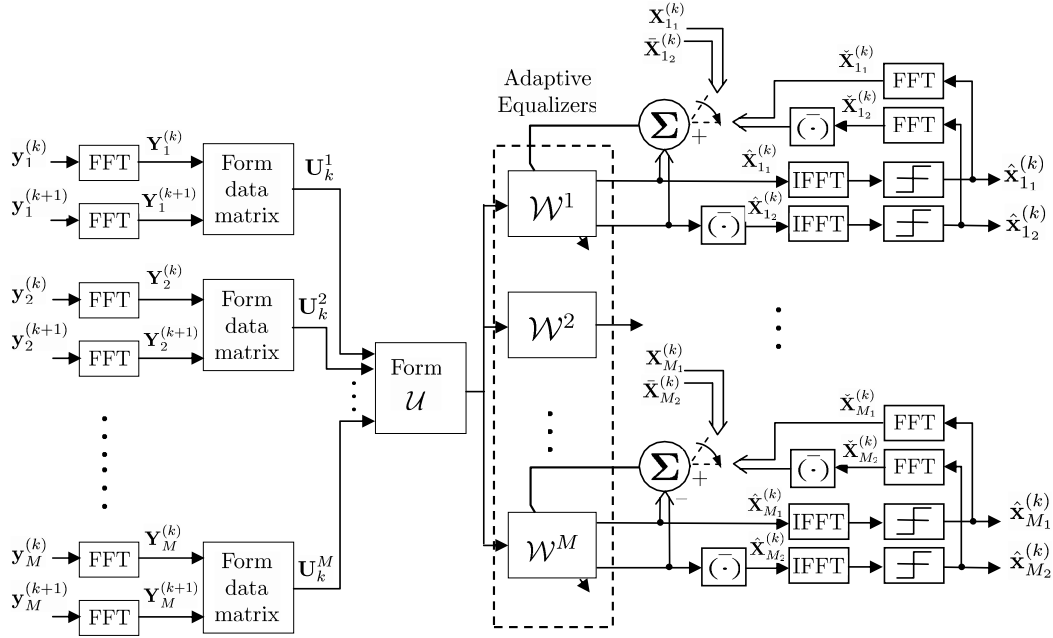 𝐗_{1_1}^{(k)}
𝐗̄_{1_2}^{(k)}
Adaptive
Equalizers
𝐗̌_{1_1}^{(k)}
FFT
𝐗̌_{1_2}^{(k)}
FFT
(·̄)
Σ
+
𝐲_1^{(k)}
FFT
𝐘_1^{(k)}
𝐲_1^{(k+1)}
FFT
𝐘_1^{(k+1)}
Form
data
matrix
𝐔_k^1
𝒲^1
𝐗̂_{1_1}^{(k)}
IFFT
𝐱̂_{1_1}^{(k)}
(·̄)
𝐗̂_{1_2}^{(k)}
IFFT
𝐱̂_{1_2}^{(k)}
𝐲_2^{(k)}
FFT
𝐘_2^{(k)}
𝐲_2^{(k+1)}
FFT
𝐘_2^{(k+1)}
Form
data
matrix
𝐔_k^2
𝒲^2
Form
𝒰
𝐗_{M_1}^{(k)}
𝐗̄_{M_2}^{(k)}
𝐗̌_{M_1}^{(k)}
FFT
𝐗̌_{M_2}^{(k)}
FFT
(·̄)
Σ
+
−
𝐲_M^{(k)}
FFT
𝐘_M^{(k)}
𝐲_M^{(k+1)}
FFT
𝐘_M^{(k+1)}
Form
data
matrix
𝐔_k^M
𝒲^M
𝐗̂_{M_1}^{(k)}
IFFT
𝐱̂_{M_1}^{(k)}
(·̄)
𝐗̂_{M_2}^{(k)}
IFFT
𝐱̂_{M_2}^{(k)}